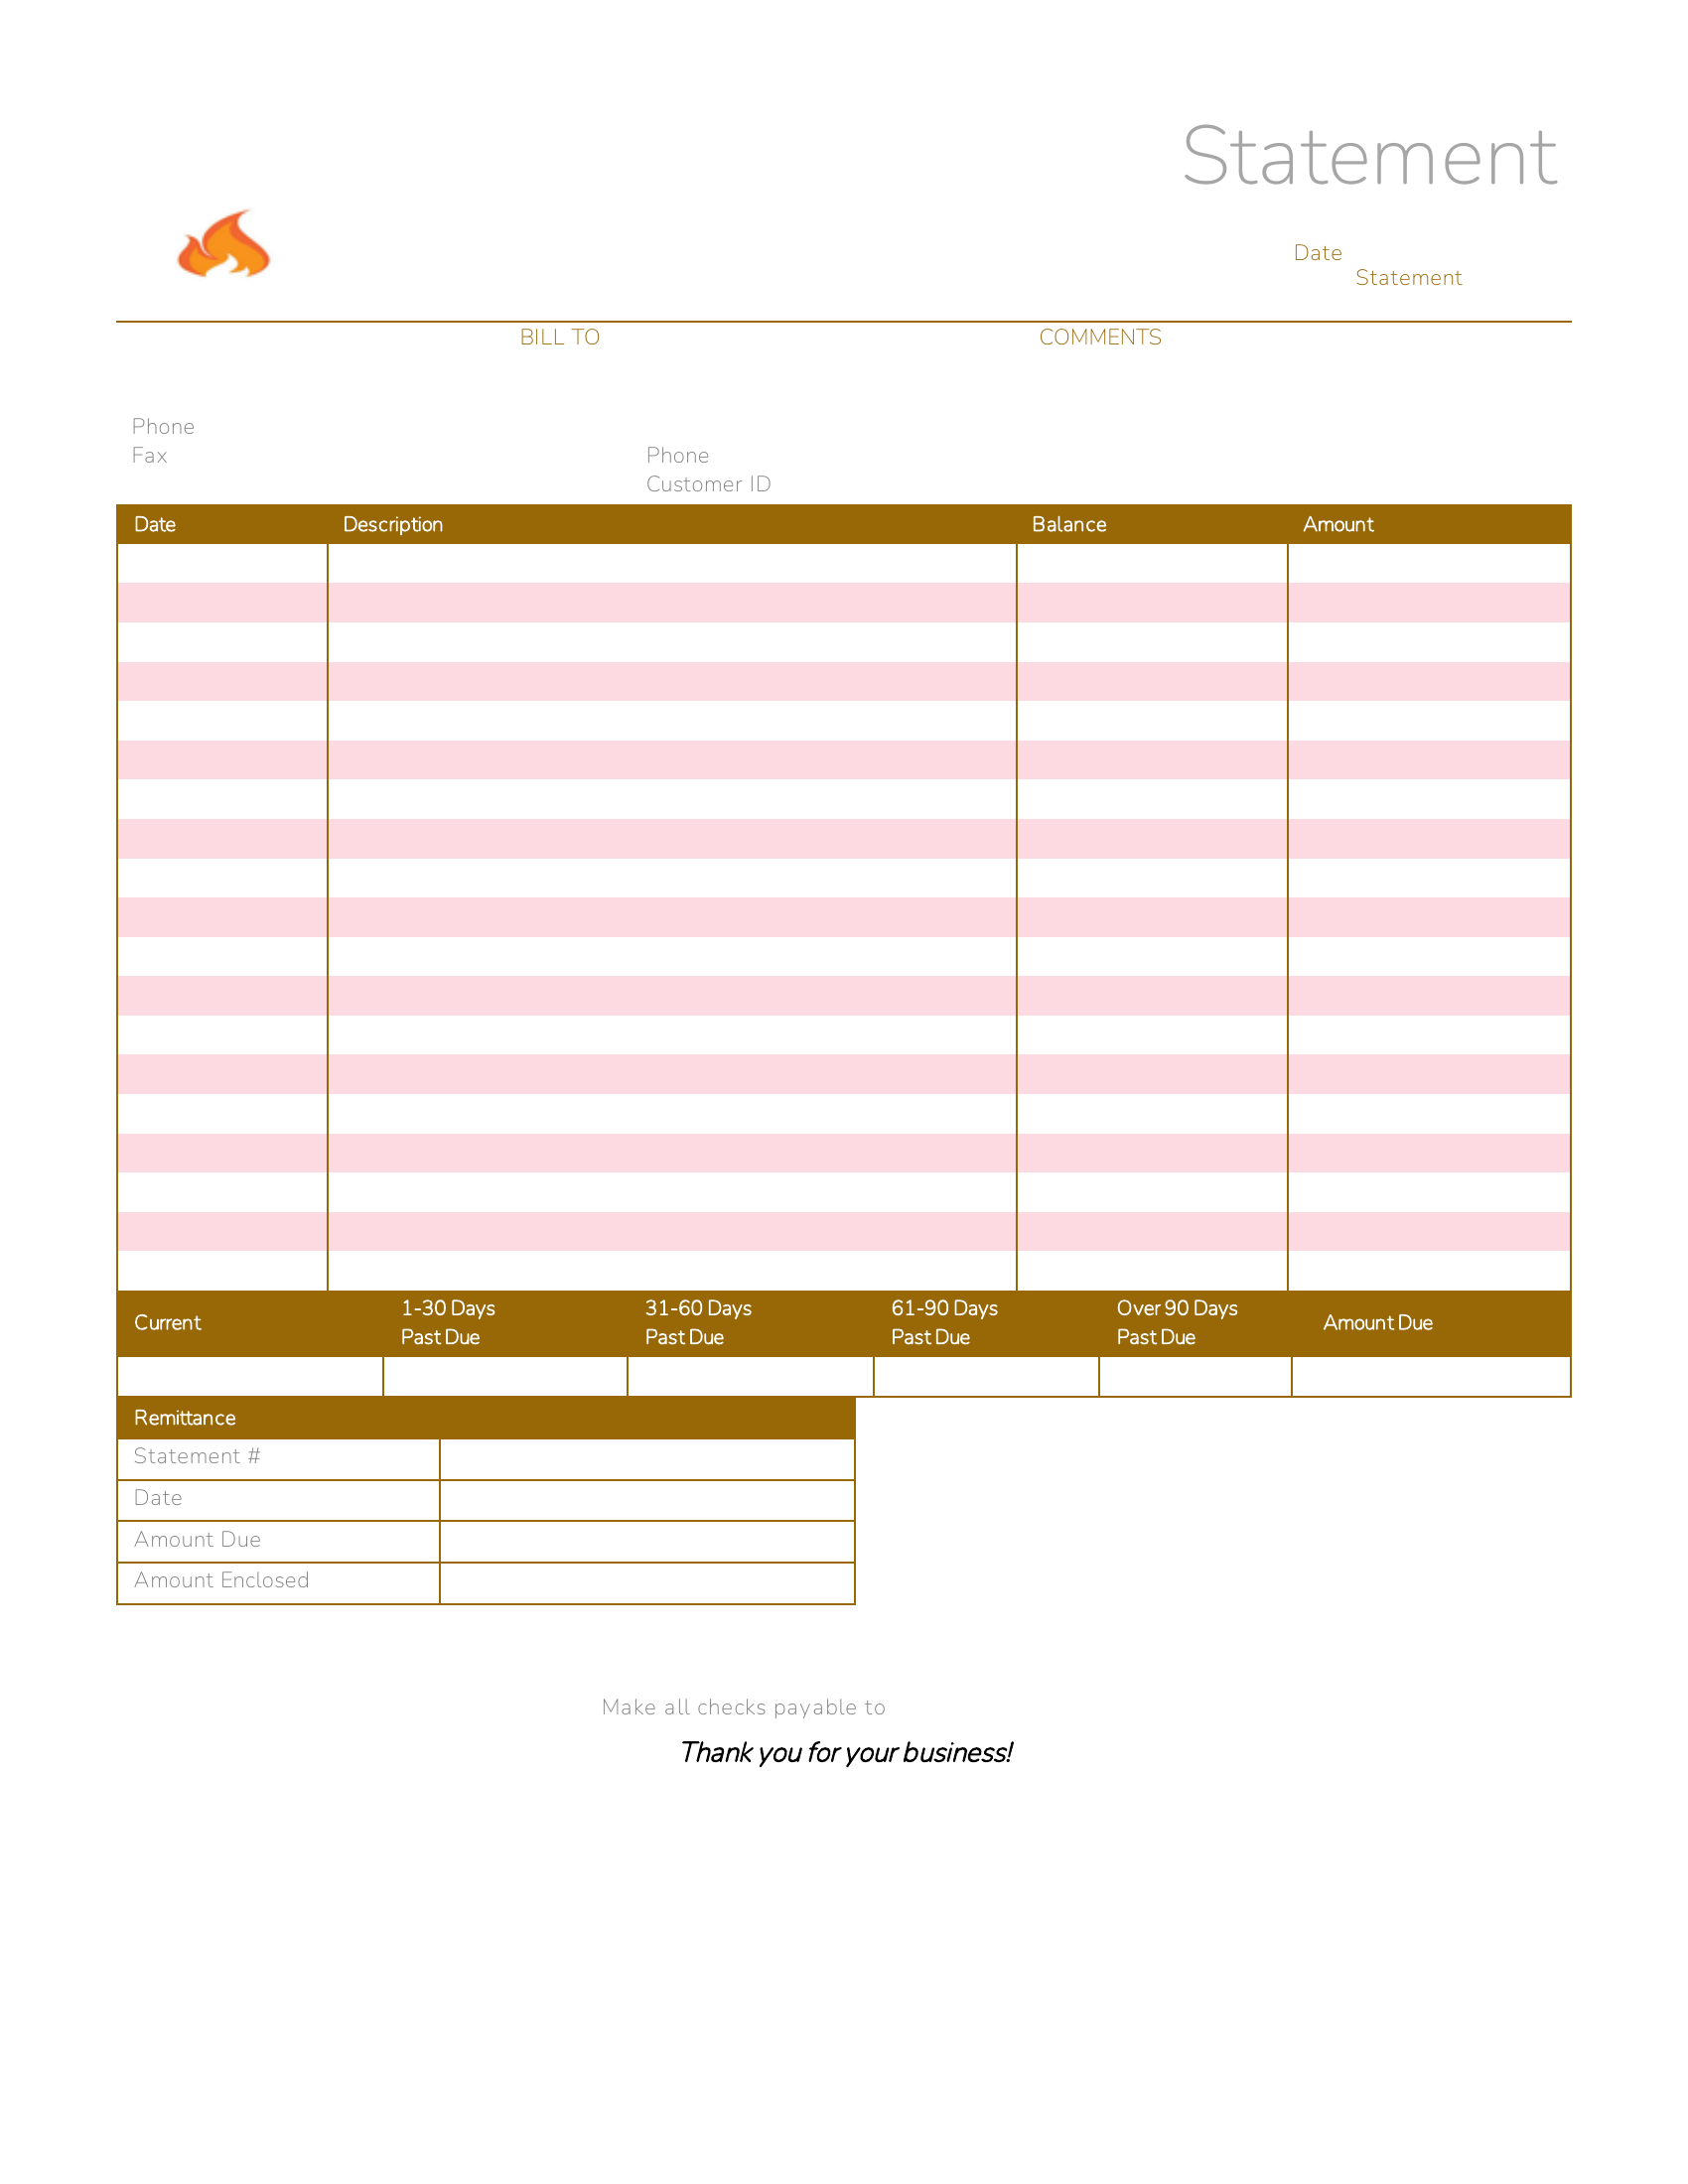 Statement
Date
Statement
BILL TO
COMMENTS
Phone
Fax
Phone
Customer ID
Date Description Balance Amount
Current 1-30 Days Past Due 31-60 Days Past Due 61-90 Days Past Due Over 90 Days Past Due Amount Due
Remittance
Statement #
Date
Amount Due
Amount Enclosed
Make all checks payable to
Thank you for your business!